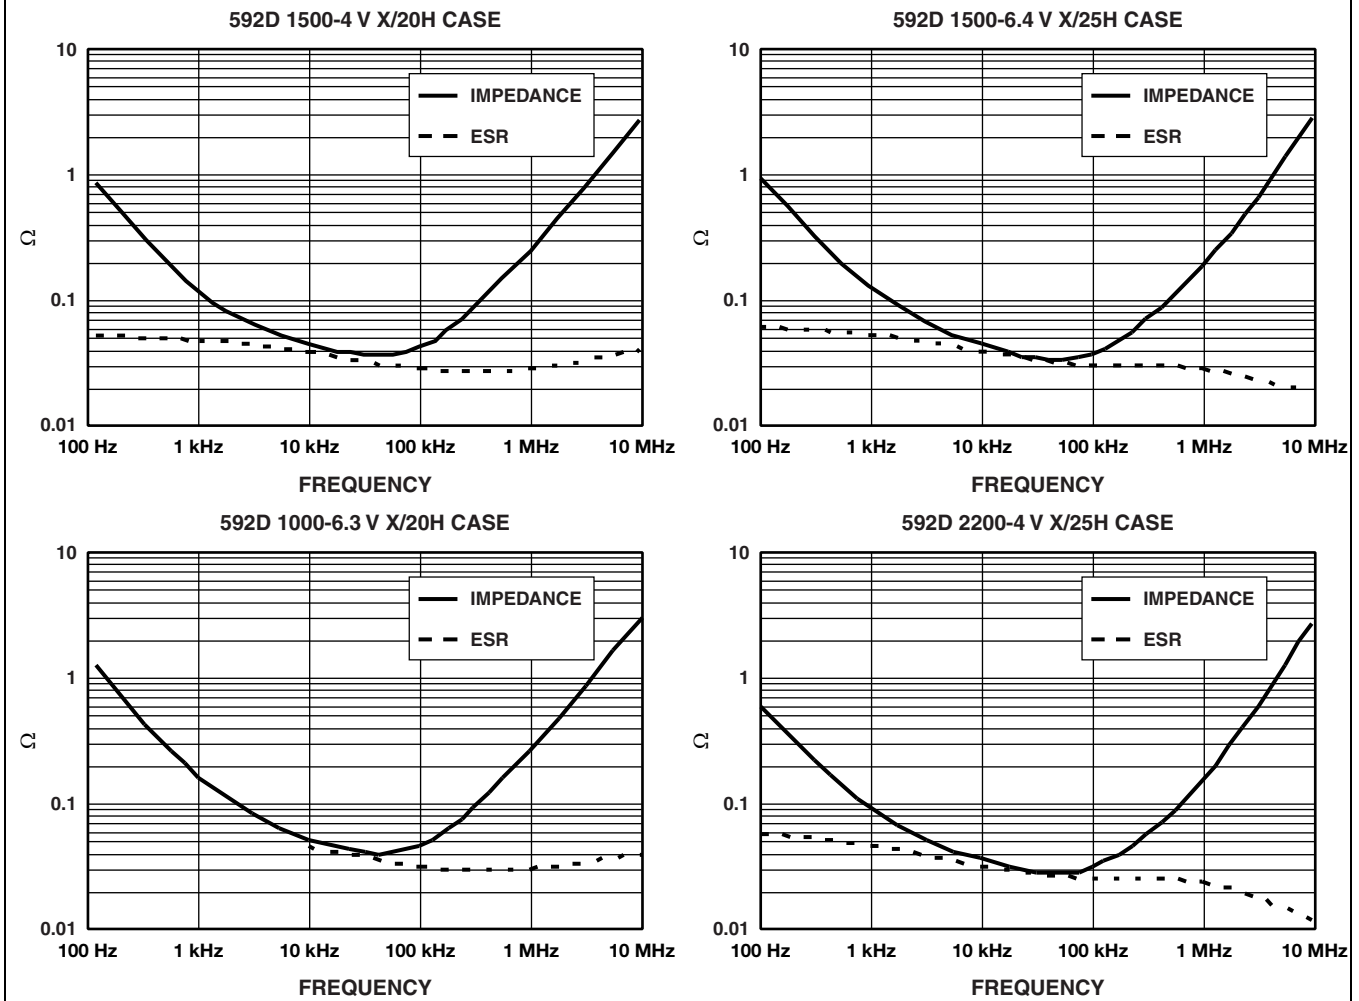 592D 1500-4 V X/20H CASE
10
1
0.1
0.01
Ω
IMPEDANCE
ESR
100 Hz 1 kHz 10 kHz 100 kHz 1 MHz 10 MHz
FREQUENCY
592D 1500-6.4 V X/25H CASE
10
1
0.1
0.01
Ω
IMPEDANCE
ESR
100 Hz 1 kHz 10 kHz 100 kHz 1 MHz 10 MHz
FREQUENCY
592D 1000-6.3 V X/20H CASE
10
1
0.1
0.01
Ω
IMPEDANCE
ESR
100 Hz 1 kHz 10 kHz 100 kHz 1 MHz 10 MHz
FREQUENCY
592D 2200-4 V X/25H CASE
10
1
0.1
0.01
Ω
IMPEDANCE
ESR
100 Hz 1 kHz 10 kHz 100 kHz 1 MHz 10 MHz
FREQUENCY